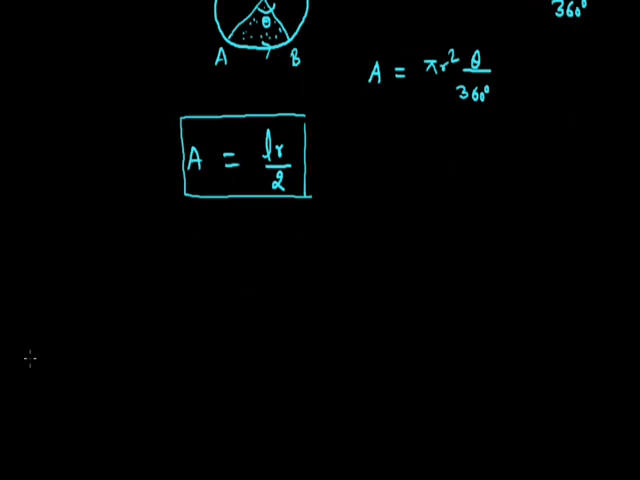 360°
θ
A B
A = πr² θ/360°
A = lr/2